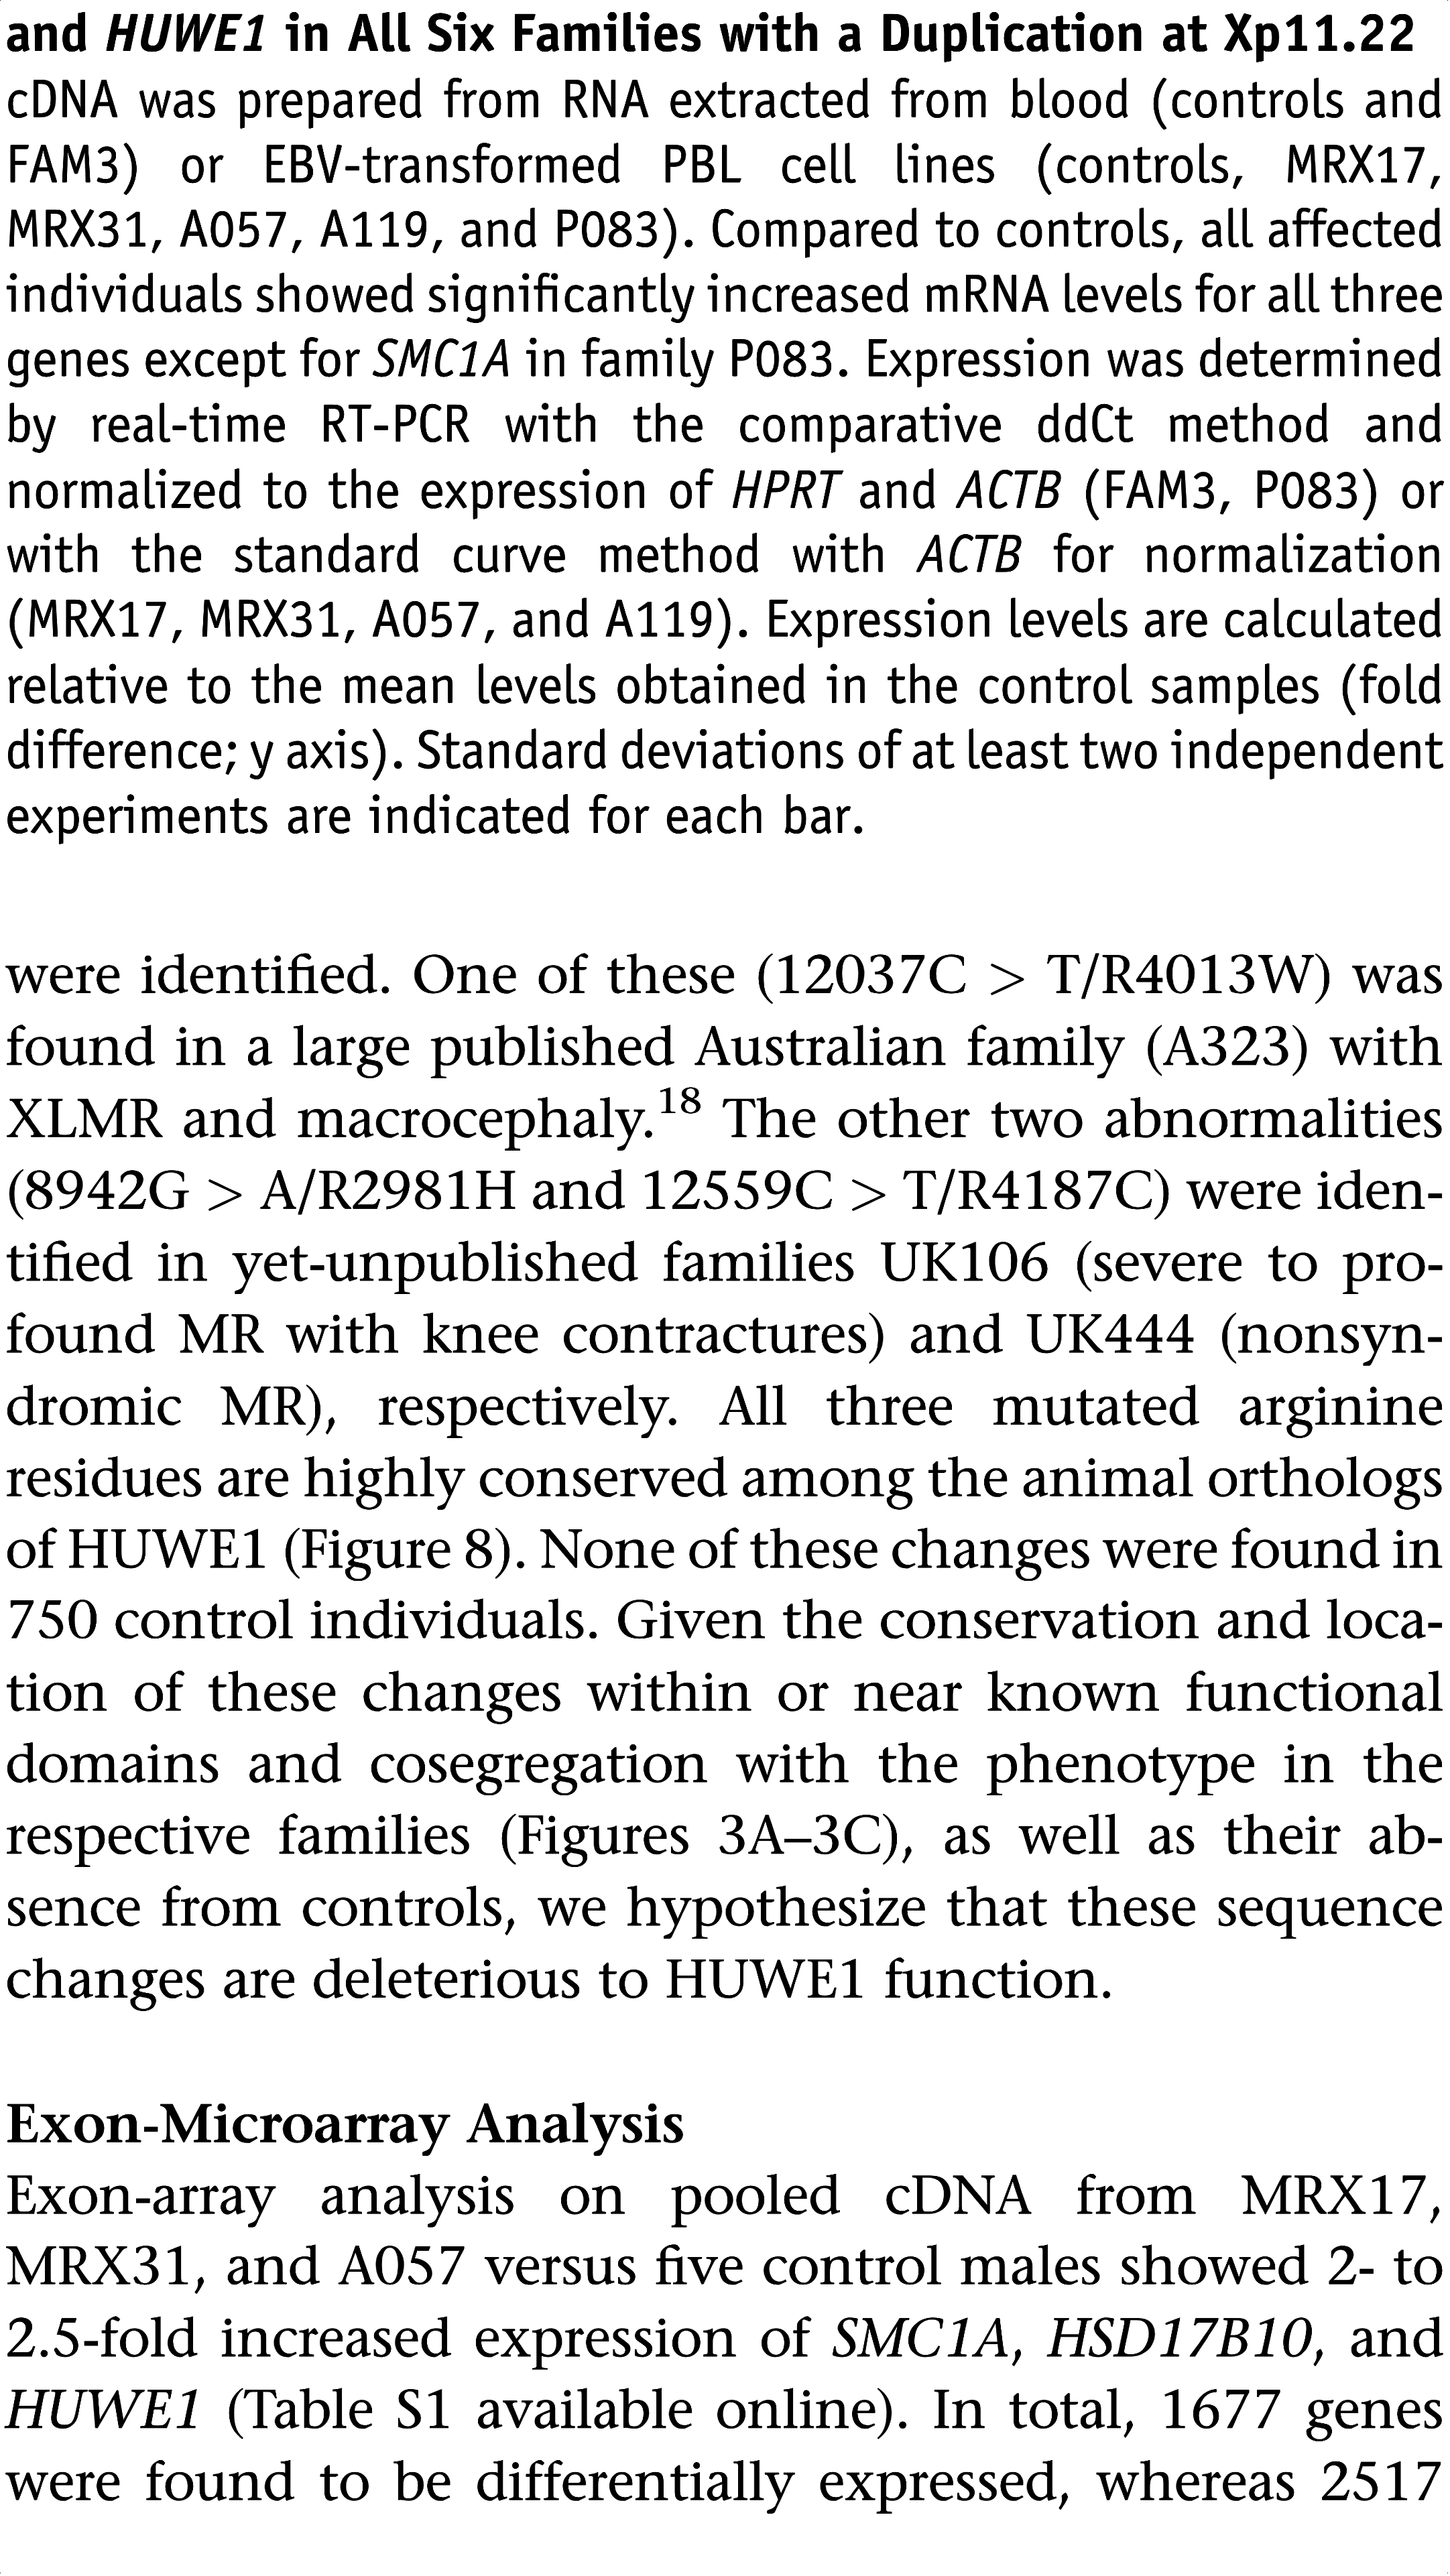 and HUWE1 in All Six Families with a Duplication at Xp11.22
cDNA was prepared from RNA extracted from blood (controls and
FAM3) or EBV-transformed PBL cell lines (controls, MRX17,
MRX31, A057, A119, and P083). Compared to controls, all affected
individuals showed significantly increased mRNA levels for all three
genes except for SMC1A in family P083. Expression was determined
by real-time RT-PCR with the comparative ddCt method and
normalized to the expression of HPRT and ACTB (FAM3, P083) or
with the standard curve method with ACTB for normalization
(MRX17, MRX31, A057, and A119). Expression levels are calculated
relative to the mean levels obtained in the control samples (fold
difference; y axis). Standard deviations of at least two independent
experiments are indicated for each bar.
were identified. One of these (12037C > T/R4013W) was
found in a large published Australian family (A323) with
XLMR and macrocephaly.18 The other two abnormalities
(8942G > A/R2981H and 12559C > T/R4187C) were iden-
tified in yet-unpublished families UK106 (severe to pro-
found MR with knee contractures) and UK444 (nonsyn-
dromic MR), respectively. All three mutated arginine
residues are highly conserved among the animal orthologs
of HUWE1 (Figure 8). None of these changes were found in
750 control individuals. Given the conservation and loca-
tion of these changes within or near known functional
domains and cosegregation with the phenotype in the
respective families (Figures 3A–3C), as well as their ab-
sence from controls, we hypothesize that these sequence
changes are deleterious to HUWE1 function.
Exon-Microarray Analysis
Exon-array analysis on pooled cDNA from MRX17,
MRX31, and A057 versus five control males showed 2- to
2.5-fold increased expression of SMC1A, HSD17B10, and
HUWE1 (Table S1 available online). In total, 1677 genes
were found to be differentially expressed, whereas 2517